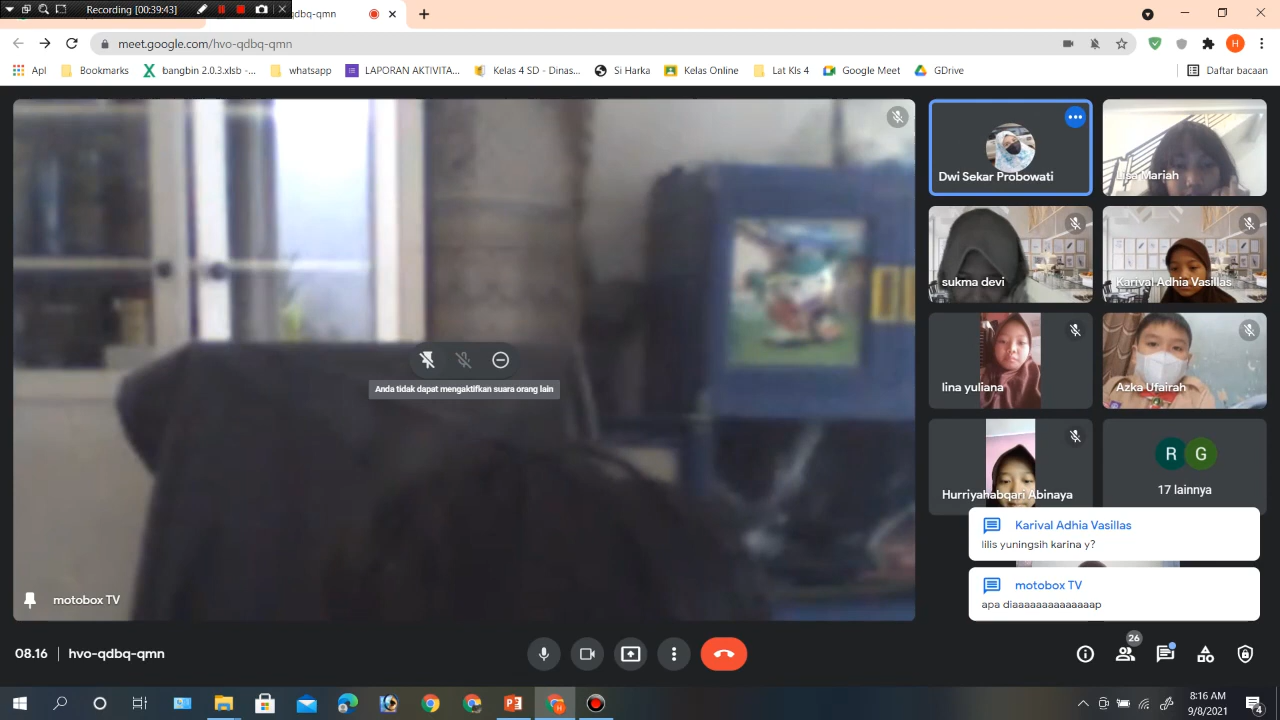 Recording [00:39:43]
dbq-qmn
meet.google.com/hvo-qdbq-qmn
H
Apl
Bookmarks
bangbin 2.0.3.xlsb -...
whatsapp
LAPORAN AKTIVITA...
Kelas 4 SD - Dinas...
Si Harka
Kelas Online
Lat Kls 4
Google Meet
GDrive
Daftar bacaan
Dwi Sekar Probowati
Lisa Mariah
sukma devi
Karival Adhia Vasillas
lina yuliana
Azka Ufairah
Hurriyahabqari Abinaya
R G
17 lainnya
Anda tidak dapat mengaktifkan suara orang lain
motobox TV
Karival Adhia Vasillas
lilis yuningsih karina y?
motobox TV
apa diaaaaaaaaaaaaaap
08.16 | hvo-qdbq-qmn
26
8:16 AM
9/8/2021
4